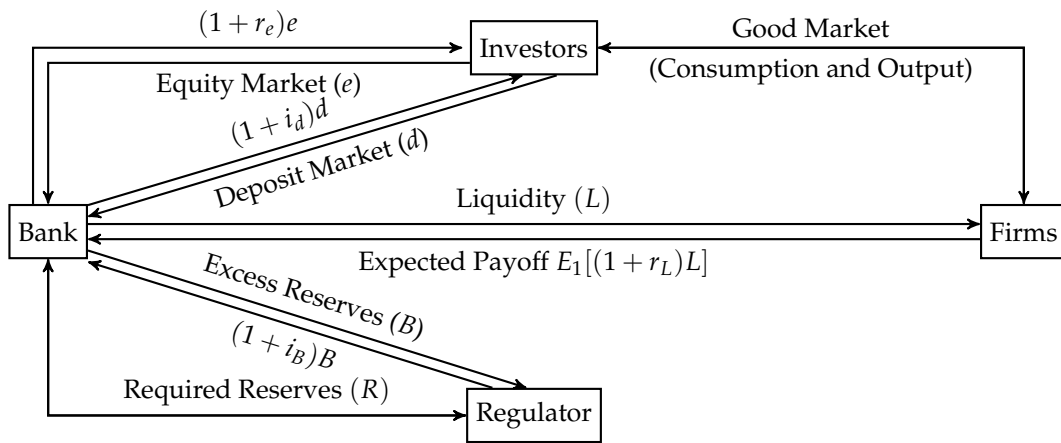 (1 + r_e)e
Investors
Good Market
(Consumption and Output)
Equity Market (e)
(1 + i_d)d
Deposit Market (d)
Liquidity (L)
Bank
Firms
Expected Payoff E_1[(1 + r_L)L]
Excess Reserves (B)
(1 + i_B)B
Required Reserves (R)
Regulator